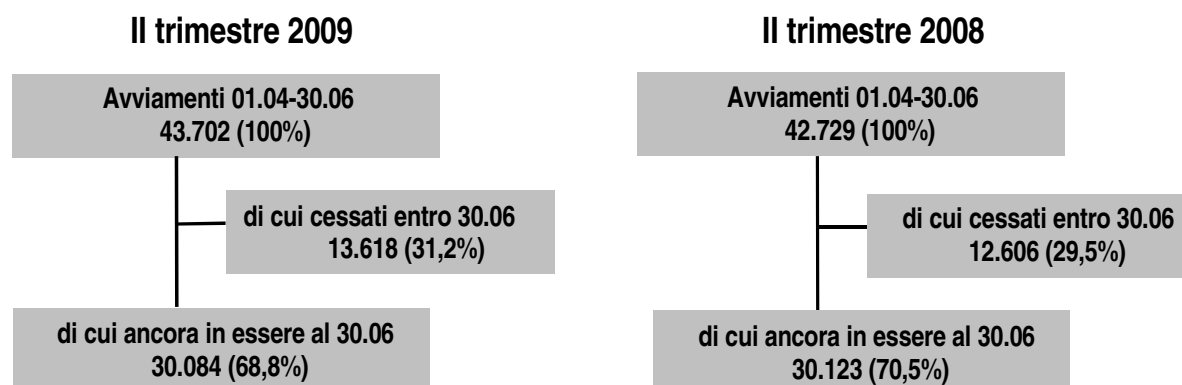 II trimestre 2009
Avviamenti 01.04-30.06
43.702 (100%)
di cui cessati entro 30.06
13.618 (31,2%)
di cui ancora in essere al 30.06
30.084 (68,8%)
II trimestre 2008
Avviamenti 01.04-30.06
42.729 (100%)
di cui cessati entro 30.06
12.606 (29,5%)
di cui ancora in essere al 30.06
30.123 (70,5%)